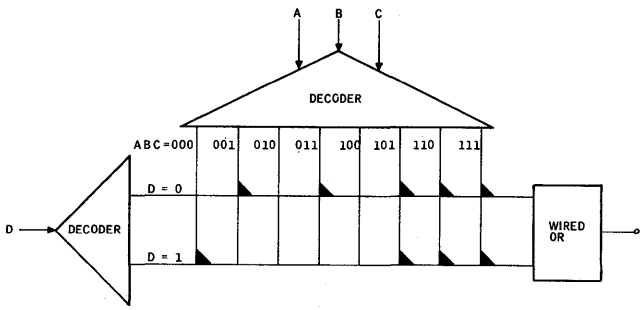 A B C
DECODER
ABC=000 001 010 011 100 101 110 111
D = 0
D DECODER
WIRED
OR
D = 1